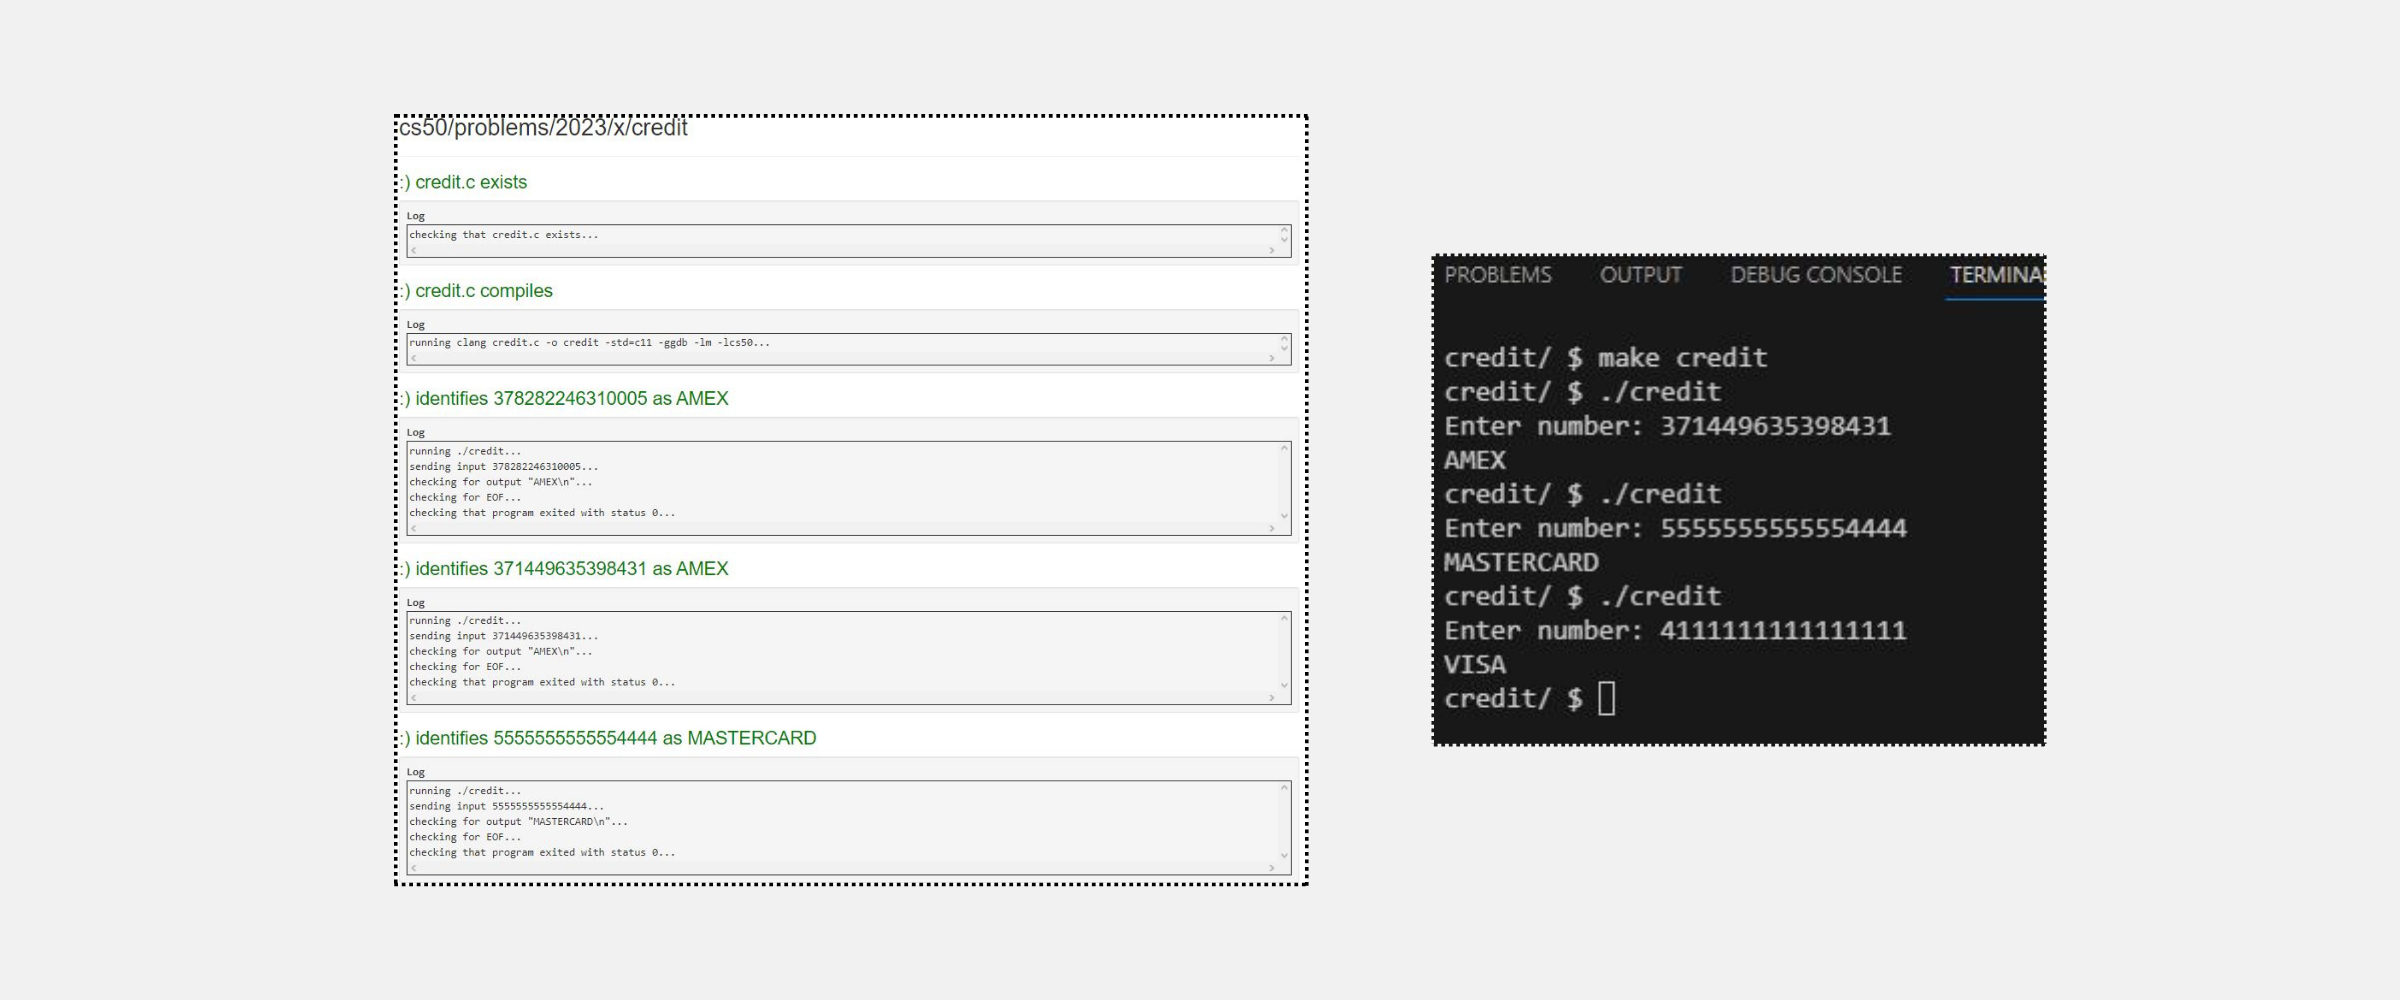 cs50/problems/2023/x/credit
:) credit.c exists
Log
checking that credit.c exists...
:) credit.c compiles
Log
running clang credit.c -o credit -std=c11 -ggdb -lm -lcs50...
:) identifies 378282246310005 as AMEX
Log
running ./credit...
sending input 378282246310005...
checking for output "AMEX\n"...
checking for EOF...
checking that program exited with status 0...
:) identifies 371449635398431 as AMEX
Log
running ./credit...
sending input 371449635398431...
checking for output "AMEX\n"...
checking for EOF...
checking that program exited with status 0...
:) identifies 5555555555554444 as MASTERCARD
Log
running ./credit...
sending input 5555555555554444...
checking for output "MASTERCARD\n"...
checking for EOF...
checking that program exited with status 0...
PROBLEMS OUTPUT DEBUG CONSOLE TERMINA
credit/ $ make credit
credit/ $ ./credit
Enter number: 371449635398431
AMEX
credit/ $ ./credit
Enter number: 5555555555554444
MASTERCARD
credit/ $ ./credit
Enter number: 4111111111111111
VISA
credit/ $